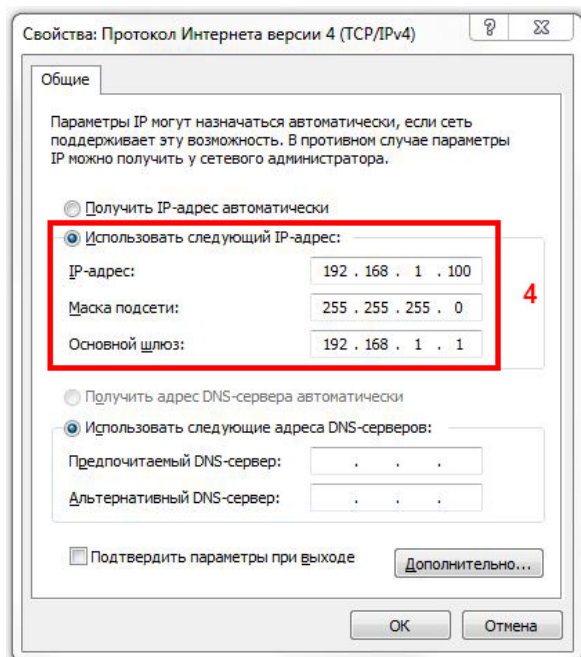 Свойства: Протокол Интернета версии 4 (TCP/IPv4)
Общие
Параметры IP могут назначаться автоматически, если сеть
поддерживает эту возможность. В противном случае параметры
IP можно получить у сетевого администратора.
Получить IP-адрес автоматически
Использовать следующий IP-адрес:
IP-адрес: 192 . 168 . 1 . 100
Маска подсети: 255 . 255 . 255 . 0
4
Основной шлюз: 192 . 168 . 1 . 1
Получить адрес DNS-сервера автоматически
Использовать следующие адреса DNS-серверов:
Предпочитаемый DNS-сервер: . . .
Альтернативный DNS-сервер: . . .
Подтвердить параметры при выходе
Дополнительно...
ОК Отмена